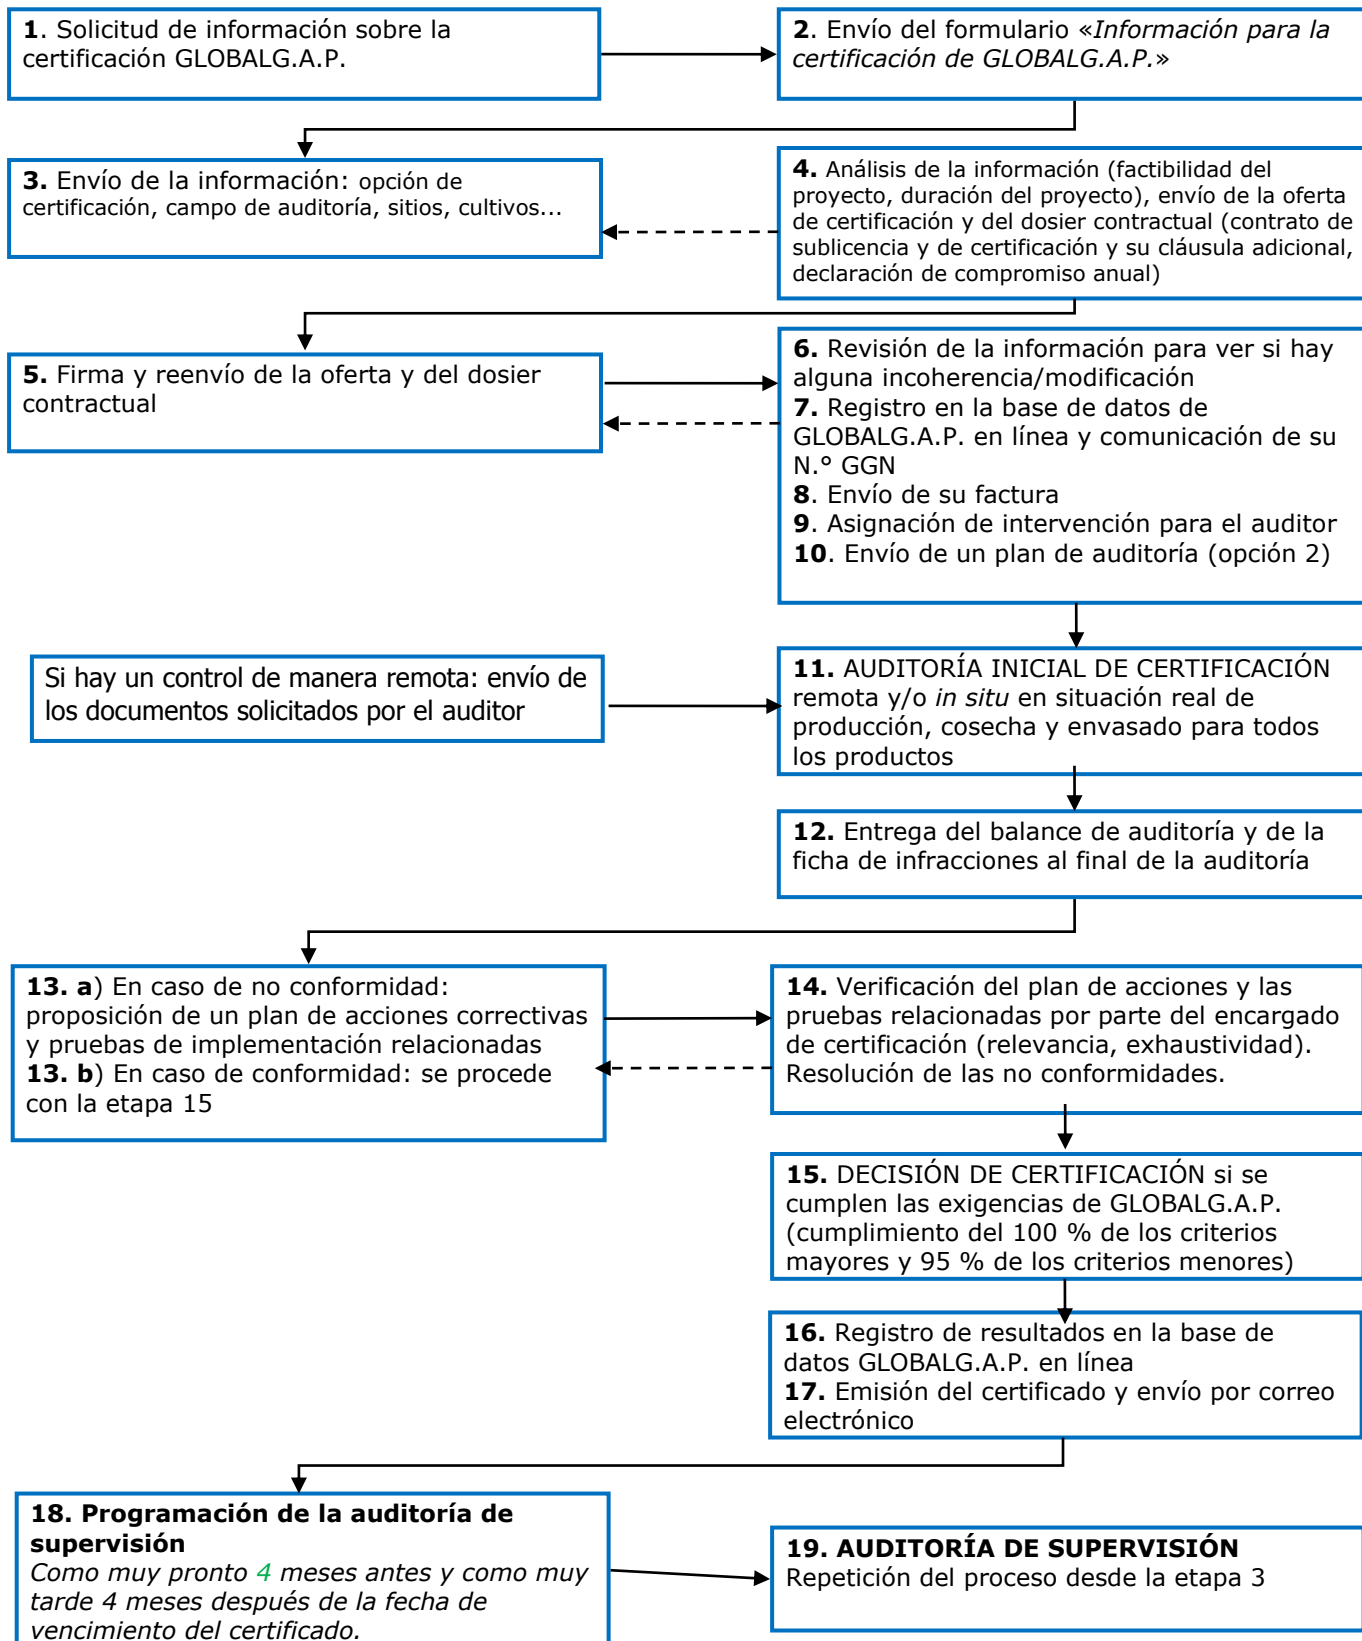 1. Solicitud de información sobre la
certificación GLOBALG.A.P.
2. Envío del formulario «Información para la
certificación de GLOBALG.A.P.»
3. Envío de la información: opción de
certificación, campo de auditoría, sitios, cultivos...
4. Análisis de la información (factibilidad del
proyecto, duración del proyecto), envío de la oferta
de certificación y del dosier contractual (contrato de
sublicencia y de certificación y su cláusula adicional,
declaración de compromiso anual)
5. Firma y reenvío de la oferta y del dosier
contractual
6. Revisión de la información para ver si hay
alguna incoherencia/modificación
7. Registro en la base de datos de
GLOBALG.A.P. en línea y comunicación de su
N.° GGN
8. Envío de su factura
9. Asignación de intervención para el auditor
10. Envío de un plan de auditoría (opción 2)
Si hay un control de manera remota: envío de
los documentos solicitados por el auditor
11. AUDITORÍA INICIAL DE CERTIFICACIÓN
remota y/o in situ en situación real de
producción, cosecha y envasado para todos
los productos
12. Entrega del balance de auditoría y de la
ficha de infracciones al final de la auditoría
13. a) En caso de no conformidad:
proposición de un plan de acciones correctivas
y pruebas de implementación relacionadas
13. b) En caso de conformidad: se procede
con la etapa 15
14. Verificación del plan de acciones y las
pruebas relacionadas por parte del encargado
de certificación (relevancia, exhaustividad).
Resolución de las no conformidades.
15. DECISIÓN DE CERTIFICACIÓN si se
cumplen las exigencias de GLOBALG.A.P.
(cumplimiento del 100 % de los criterios
mayores y 95 % de los criterios menores)
16. Registro de resultados en la base de
datos GLOBALG.A.P. en línea
17. Emisión del certificado y envío por correo
electrónico
18. Programación de la auditoría de
supervisión
Como muy pronto 4 meses antes y como muy
tarde 4 meses después de la fecha de
vencimiento del certificado.
19. AUDITORÍA DE SUPERVISIÓN
Repetición del proceso desde la etapa 3